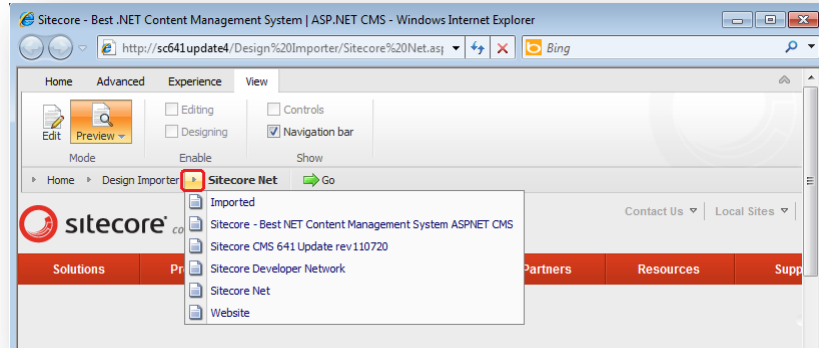 Sitecore - Best .NET Content Management System | ASP.NET CMS - Windows Internet Explorer
http://sc641update4/Design%20Importer/Sitecore%20Net.asp
Bing
Home Advanced Experience View
Editing Controls
Edit Preview Designing Navigation bar
Mode Enable Show
Home Design Importer Sitecore Net Go
Imported
Contact Us Local Sites
sitecore Sitecore - Best NET Content Management System ASPNET CMS
Sitecore CMS 641 Update rev110720
Solutions Sitecore Developer Network Partners Resources Supp
Sitecore Net
Website